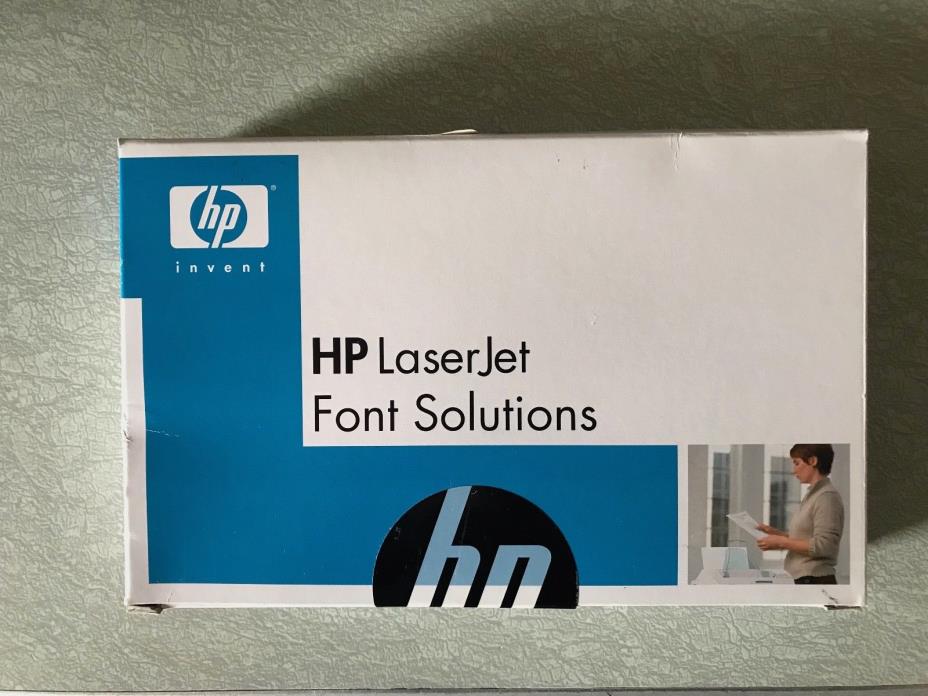 hp
®
invent
HP LaserJet
Font Solutions
hp